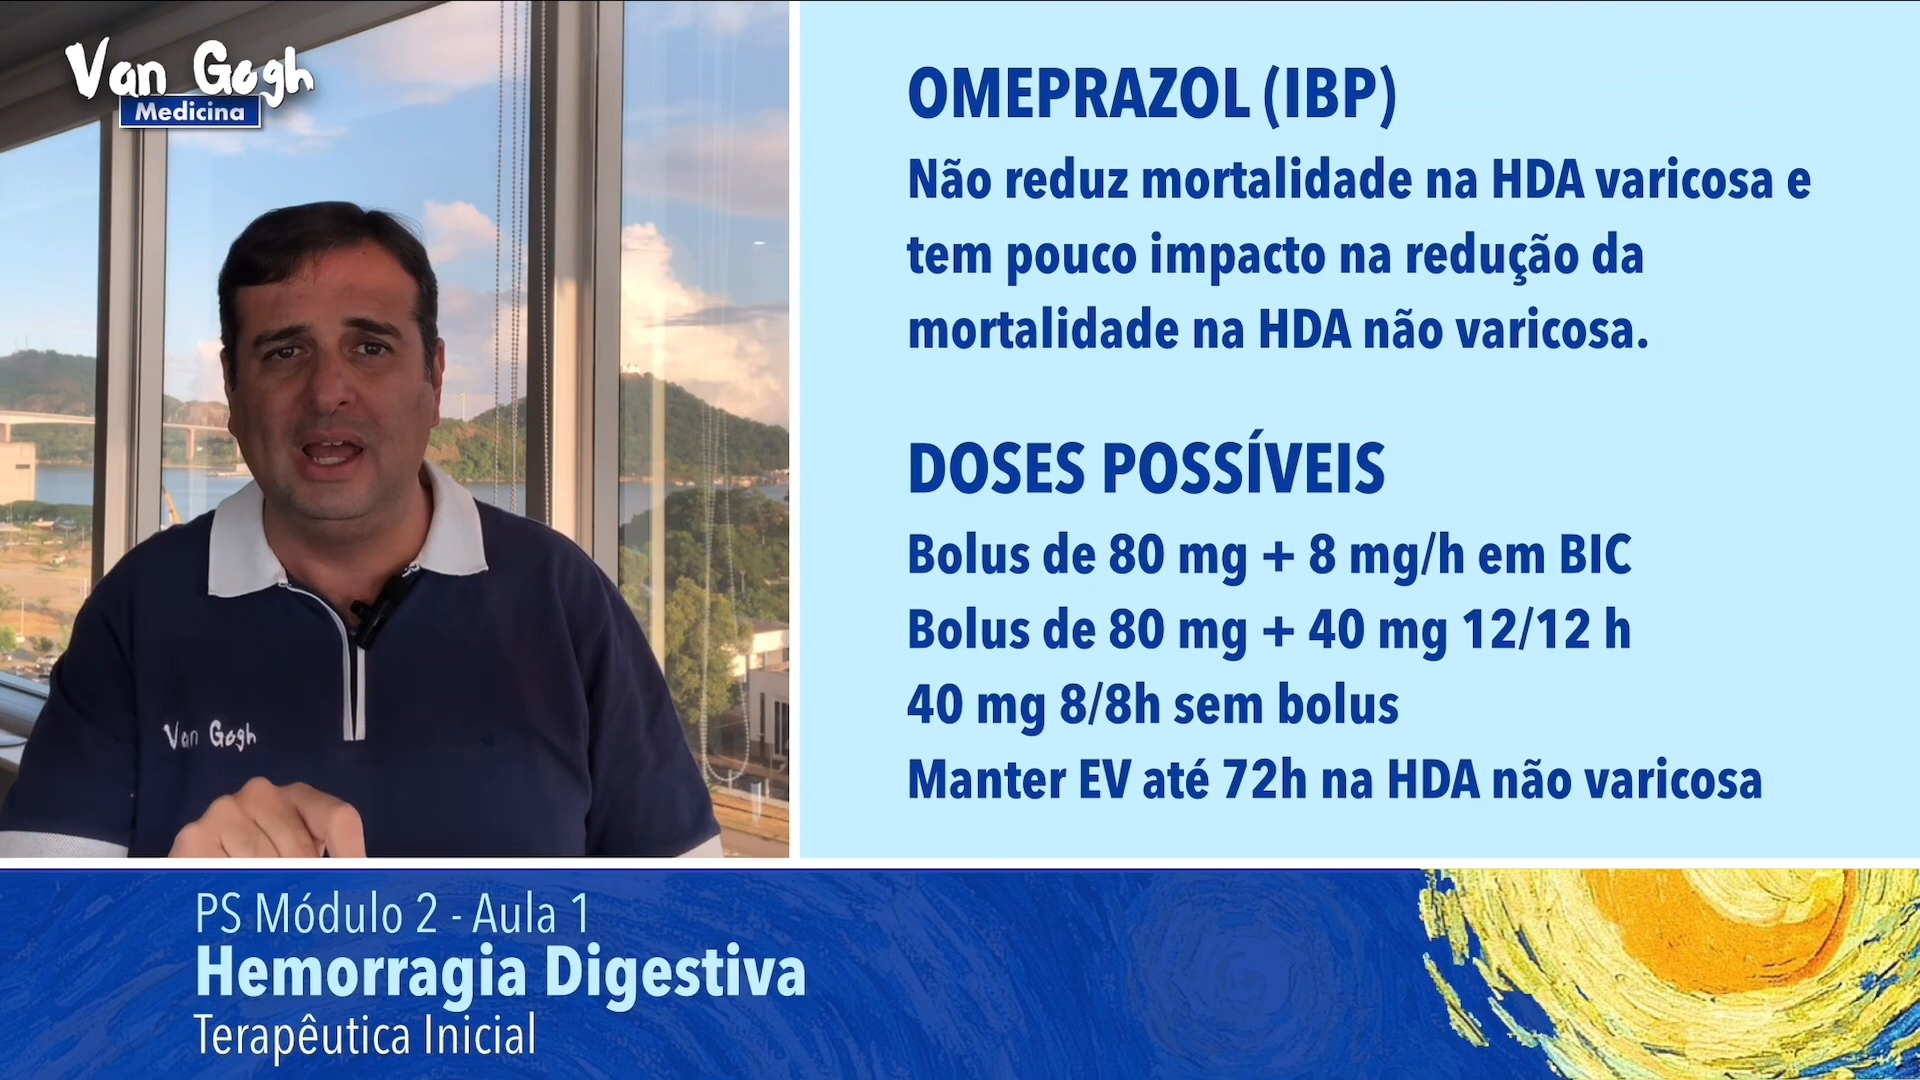 Van Gogh
Medicina
OMEPRAZOL (IBP)
Não reduz mortalidade na HDA varicosa e
tem pouco impacto na redução da
mortalidade na HDA não varicosa.
DOSES POSSÍVEIS
Bolus de 80 mg + 8 mg/h em BIC
Bolus de 80 mg + 40 mg 12/12 h
40 mg 8/8h sem bolus
Manter EV até 72h na HDA não varicosa
Van Gogh
PS Módulo 2 - Aula 1
Hemorragia Digestiva
Terapêutica Inicial